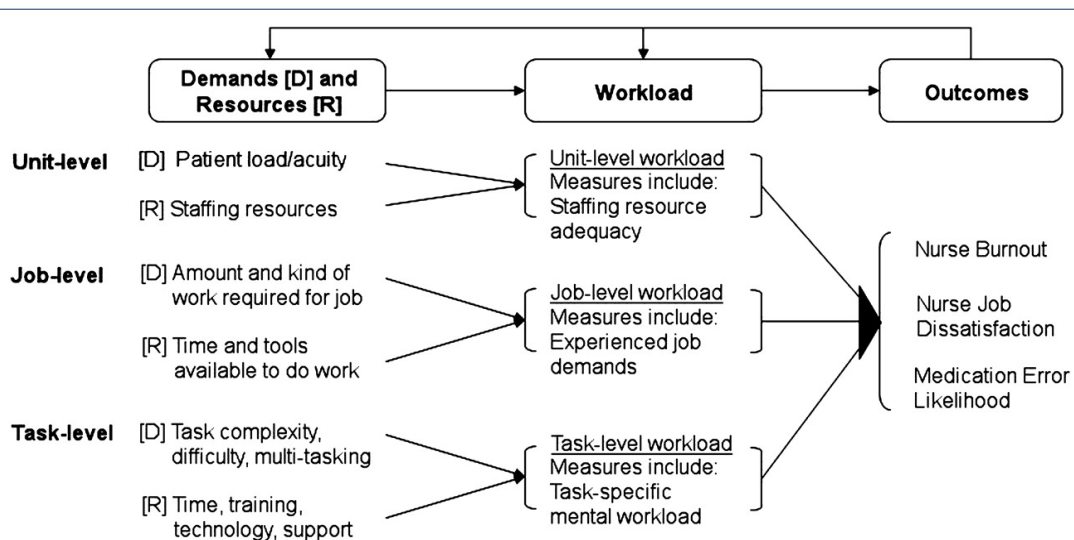 Demands [D] and
Resources [R]
Workload
Outcomes
Unit-level
[D] Patient load/acuity
[R] Staffing resources
Unit-level workload
Measures include:
Staffing resource
adequacy
Job-level
[D] Amount and kind of
work required for job
[R] Time and tools
available to do work
Job-level workload
Measures include:
Experienced job
demands
Task-level
[D] Task complexity,
difficulty, multi-tasking
[R] Time, training,
technology, support
Task-level workload
Measures include:
Task-specific
mental workload
Nurse Burnout
Nurse Job
Dissatisfaction
Medication Error
Likelihood